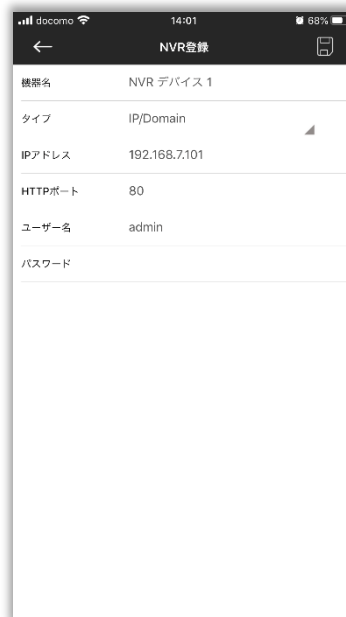 docomo 14:01 68%
NVR登録
機器名 NVR デバイス 1
タイプ IP/Domain
IPアドレス 192.168.7.101
HTTPポート 80
ユーザー名 admin
パスワード